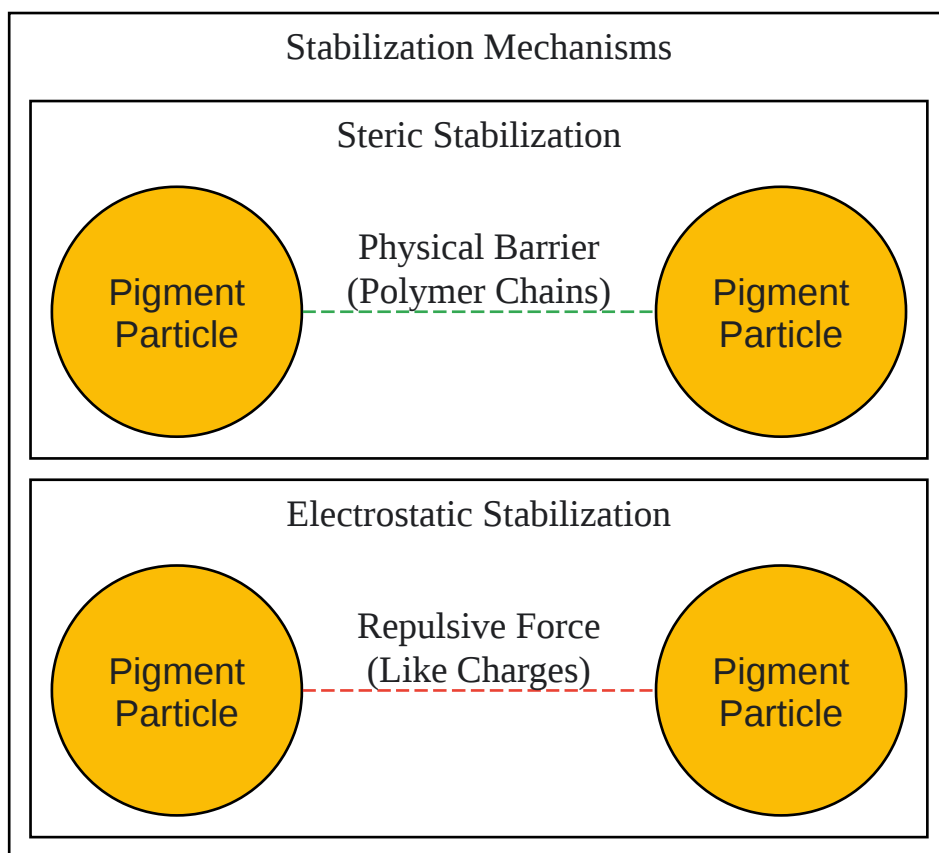 Stabilization Mechanisms
Steric Stabilization
Pigment
Particle
Physical Barrier
(Polymer Chains)
Pigment
Particle
Electrostatic Stabilization
Pigment
Particle
Repulsive Force
(Like Charges)
Pigment
Particle